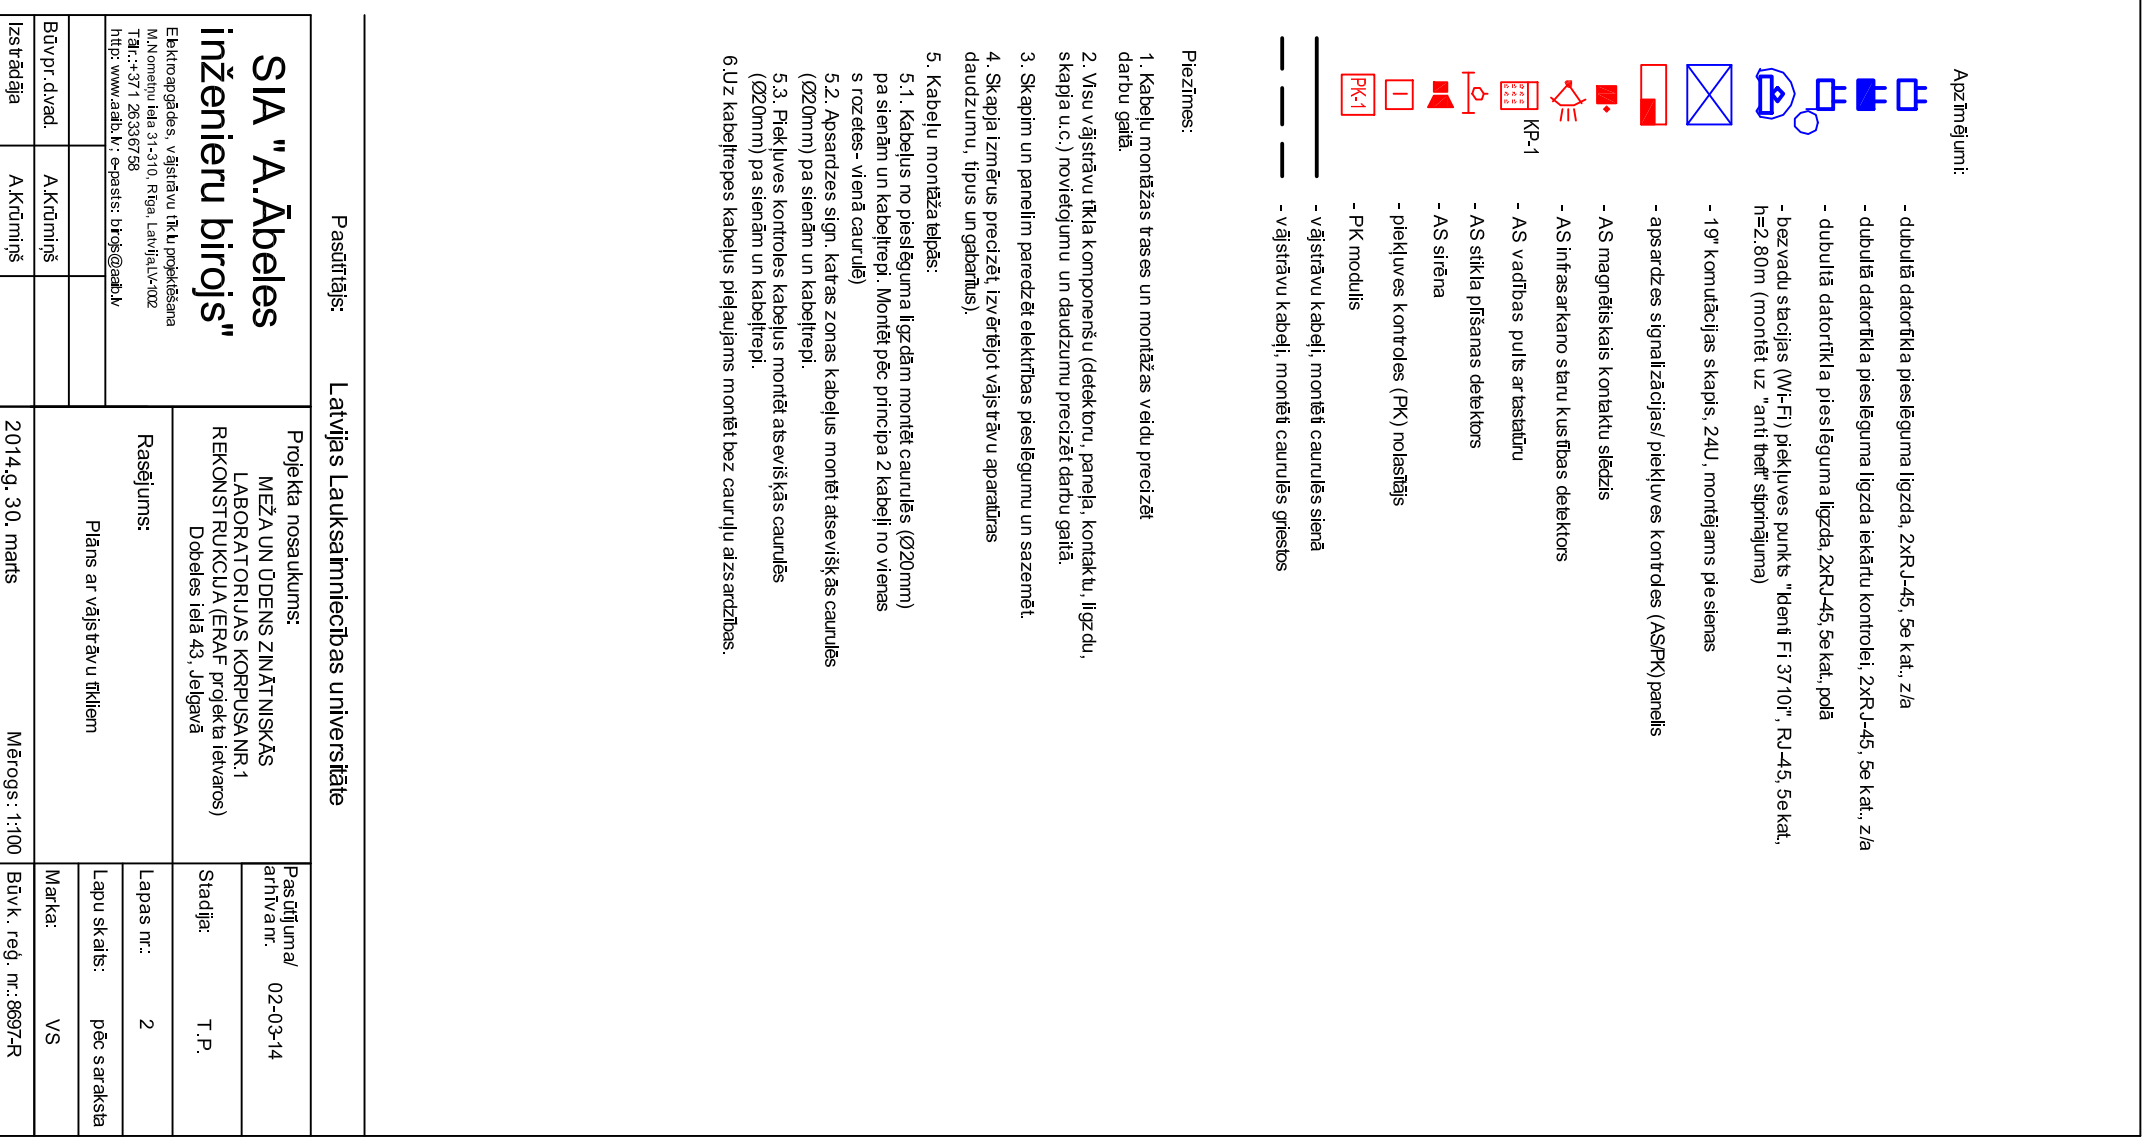 Apzīmējumi:
- dubultā datortīkla pieslēguma ligzda, 2xRJ-45, 5e kat., z/a
- dubultā datortīkla pieslēguma ligzda iekārtu kontrolei, 2xRJ-45, 5e kat., z/a
- dubultā datortīkla pieslēguma ligzda, 2xRJ-45, 5e kat, polā
- bezvadu stacijas (Wi-Fi) piekļuves punkts "Identi Fi 3710i", RJ-45, 5e kat,
h=2.80m (montēt uz "anti theft" stiprinājuma)
- 19" komutācijas skapis, 24U, montējams pie sienas
- apsardzes signalizācijas/ piekļuves kontroles (AS/PK) panelis
- AS magnētiskais kontaktu slēdzis
- AS infrasarkano staru kustības detektors
KP-1
- AS vadības pults ar tastatūru
- AS stikla plīšanas detektors
- AS sirēna
- piekļuves kontroles (PK) nolasītājs
PK-1
- PK modulis
- vājstrāvu kabeļi, montēti caurulēs sienā
- vājstrāvu kabeļi, montēti caurulēs griestos
Piezīmes:
1. Kabeļu montāžas trases un montāžas veidu precizēt
darbu gaitā.
2. Visu vājstrāvu tīkla komponenšu (detektoru, paneļa, kontaktu, ligzdu,
skapja u.c.) novietojumu un daudzumu precizēt darbu gaitā.
3. Skapim un panelim paredzēt elektrības pieslēgumu un sazemēt.
4. Skapja izmērus precizēt, izvērtējot vājstrāvu aparatūras
daudzumu, tipus un gabarītus).
5. Kabeļu montāža telpās:
5.1. Kabeļus no pieslēguma ligzdām montēt caurulēs (Ø20mm)
pa sienām un kabeļtrepi. Montēt pēc principa 2 kabeļi no vienas
s rozetes- vienā caurulē)
5.2. Apsardzes sign. katras zonas kabeļus montēt atsevišķās caurulēs
(Ø20mm) pa sienām un kabeļtrepi.
5.3. Piekļuves kontroles kabeļus montēt atsevišķās caurulēs
(Ø20mm) pa sienām un kabeļtrepi.
6.Uz kabeļtrepes kabeļus pieļaujams montēt bez cauruļu aizsardzības.
Pasūtītājs: Latvijas Lauksaimniecības universitāte
SIA "A.Ābeles
inženieru birojs"
Elektroapgādes, vājstrāvu tīklu projektēšana
M.Nometņu iela 31-310, Rīga, Latvija,LV-1002
Tālr.:+371 26336758
http: www.aaib.lv ; e-pasts: birojs@aaib.lv
Projekta nosaukums:
MEŽA UN ŪDENS ZINĀTNISKĀS
LABORATORIJAS KORPUSA NR.1
REKONSTRUKCIJA (ERAF projekta ietvaros)
Dobeles ielā 43, Jelgavā
Pasūtījuma/
arhīva nr. 02-03-14
Stadija: T.P.
Rasējums:
Plāns ar vājstrāvu tīkliem
Lapas nr.: 2
Lapu skaits: pēc saraksta
Būvpr.d.vad. A.Krūmiņš
Marka: VS
Izstrādāja A.Krūmiņš
2014.g. 30. marts Mērogs: 1:100
Būvk. reģ. nr.:8697-R